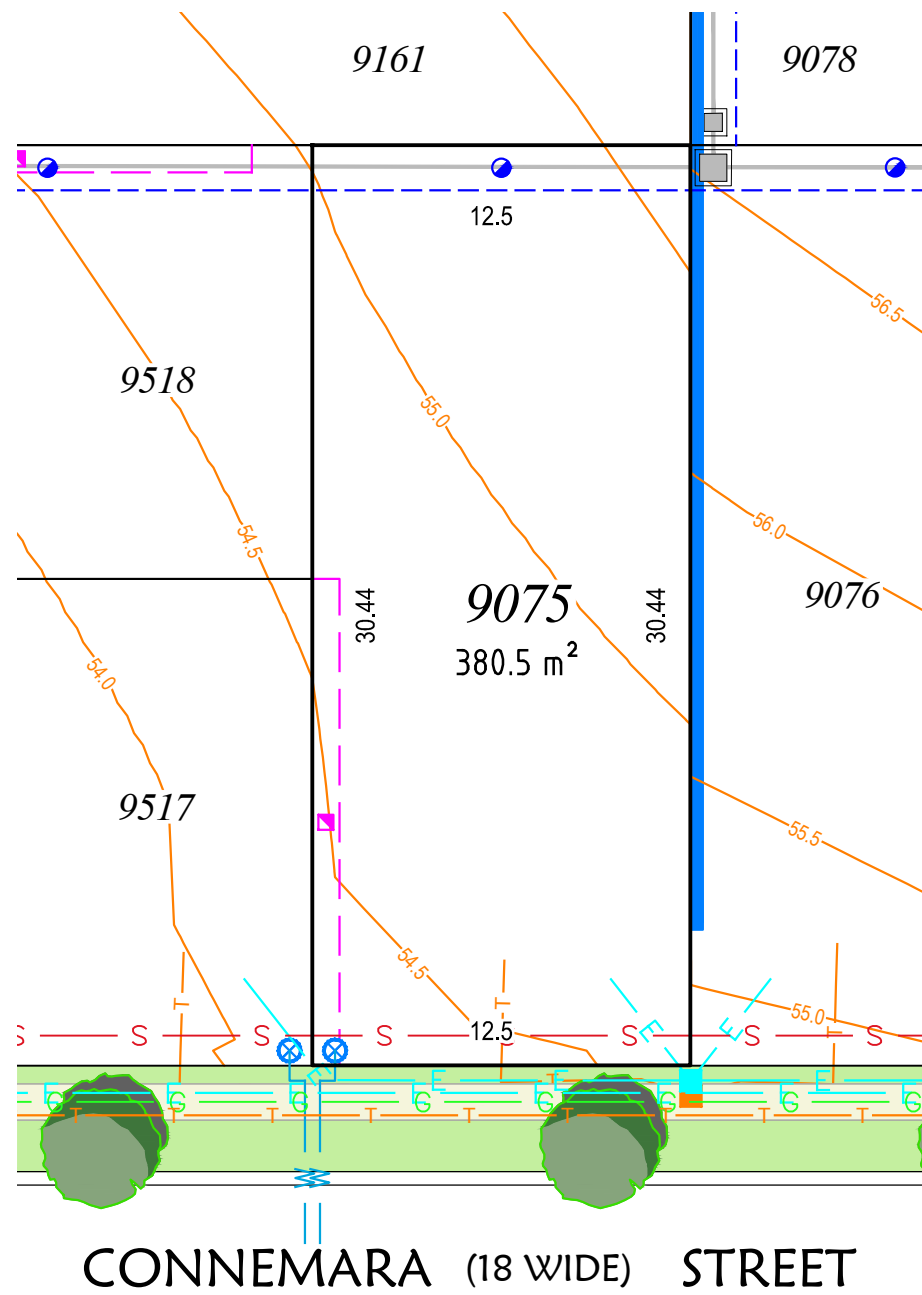 9161
9078
12.5
56.5
9518
55.0
54.5
56.0
9075
9076
30.44
30.44
380.5 m²
54.0
9517
55.5
54.5
T
T
T
55.0
S S S S 12.5 S S S
E E
E E T E E
G G G G G G G G
T T T T T T T T
CONNEMARA (18 WIDE) STREET